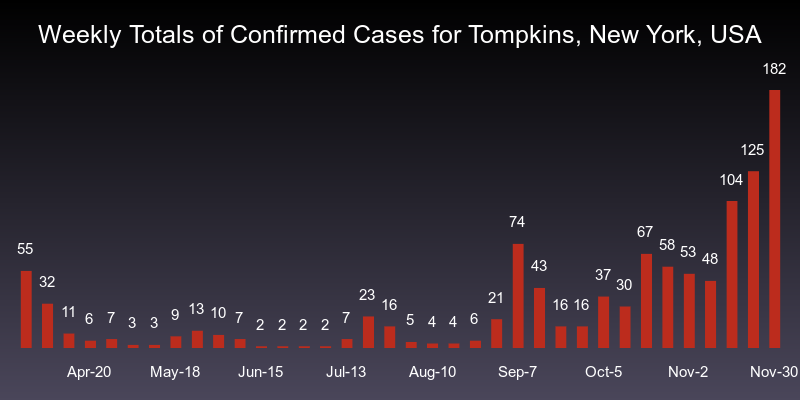 Weekly Totals of Confirmed Cases for Tompkins, New York, USA
55 32 11 6 7 3 3 9 13 10 7 2 2 2 2 7 23 16 5 4 4 6 21 74 43 16 16 37 30 67 58 53 48 104 125 182
Apr-20 May-18 Jun-15 Jul-13 Aug-10 Sep-7 Oct-5 Nov-2 Nov-30